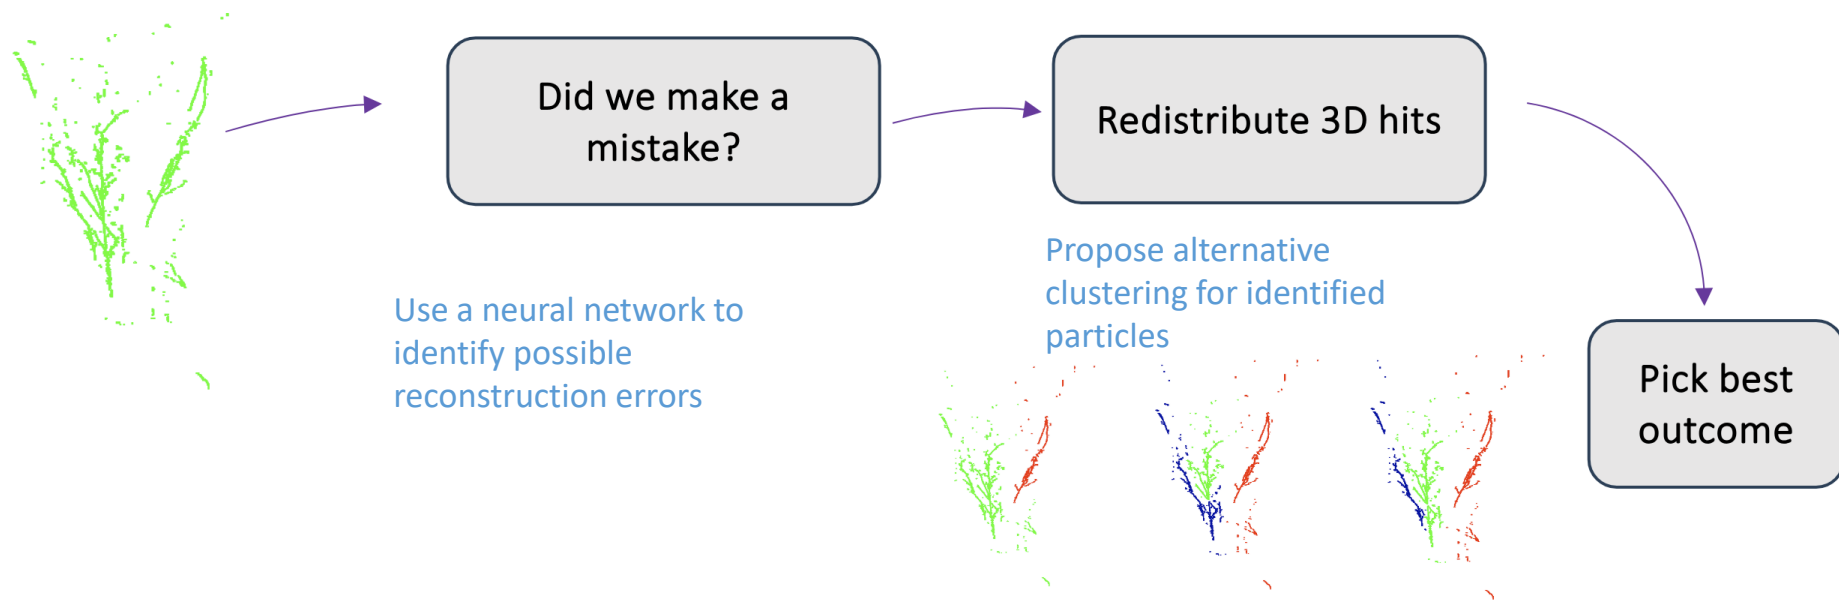 Did we make a
mistake?
Redistribute 3D hits
Use a neural network to
identify possible
reconstruction errors
Propose alternative
clustering for identified
particles
Pick best
outcome